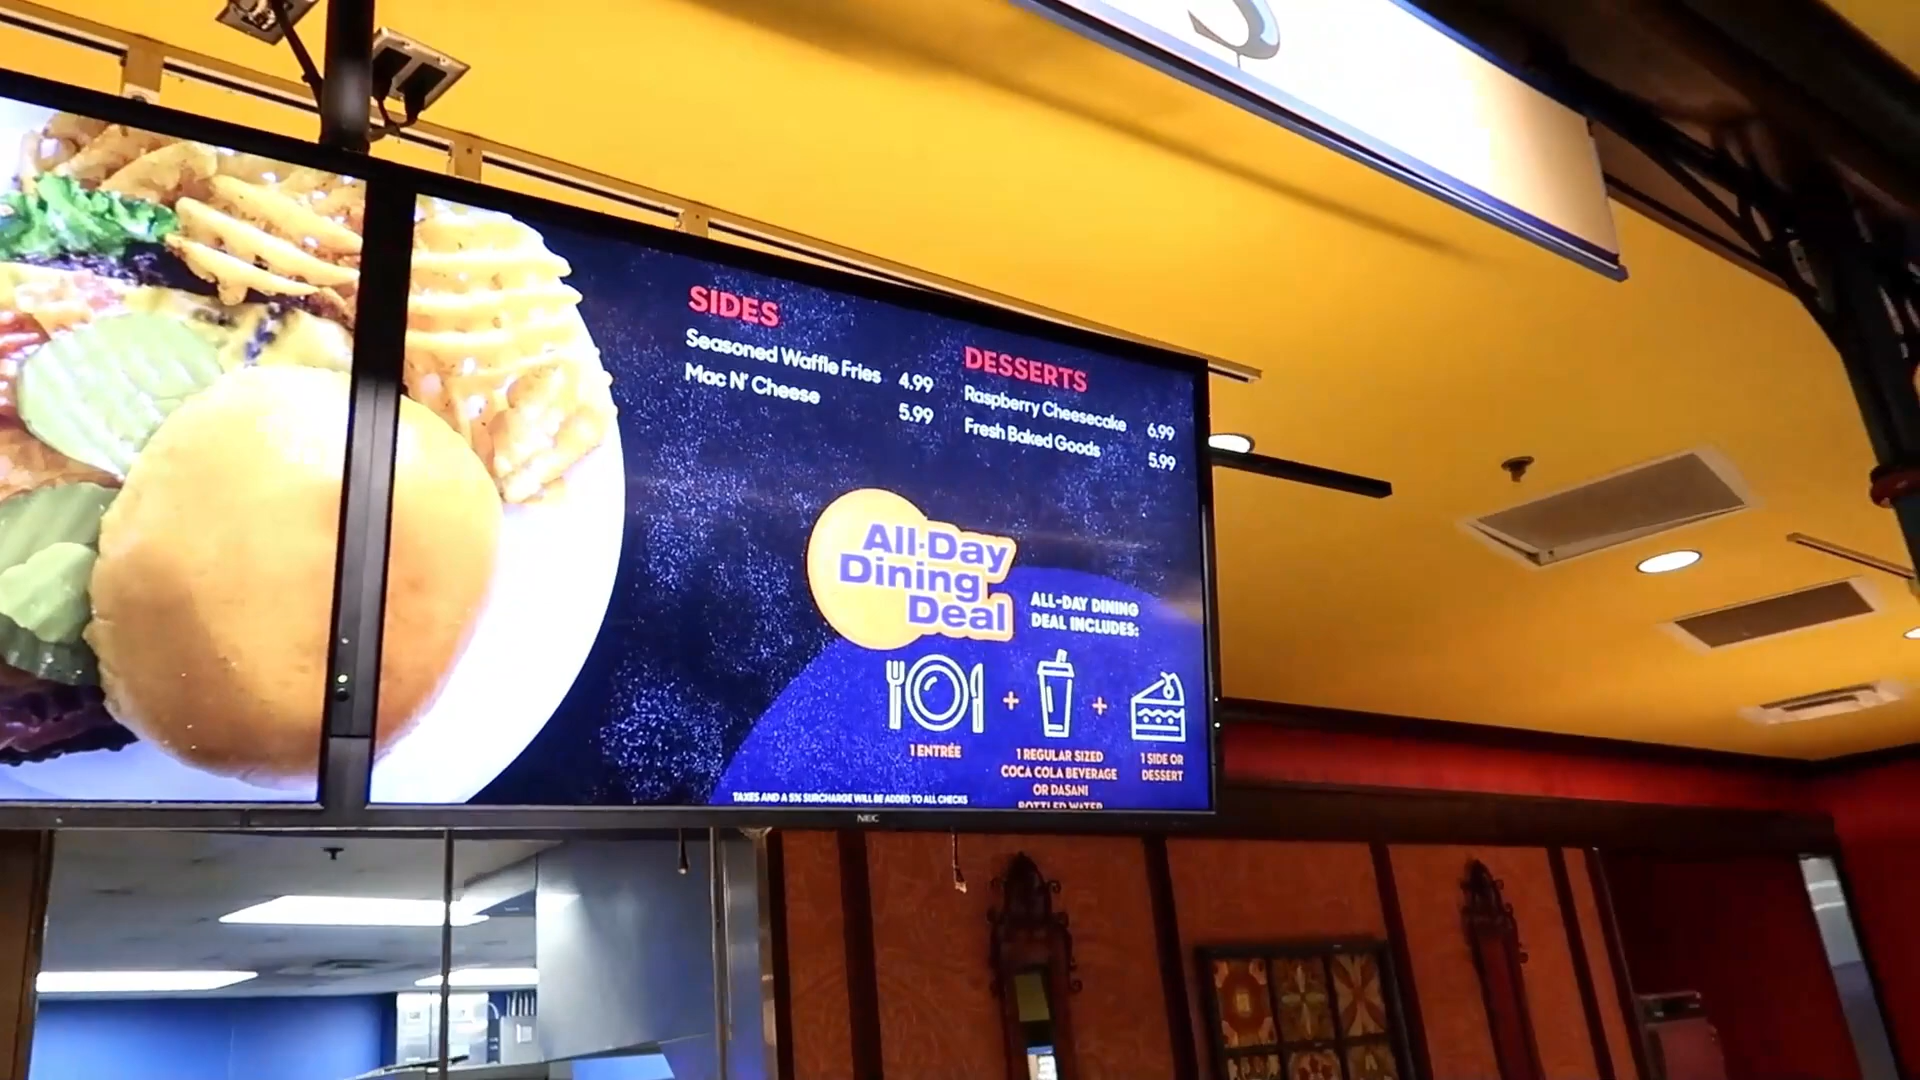 S
SIDES
Seasoned Waffle Fries 4.99
Mac N' Cheese 5.99
DESSERTS
Raspberry Cheesecake 6.99
Fresh Baked Goods 5.99
All-Day
Dining
Deal
ALL-DAY DINING
DEAL INCLUDES:
+
+
1 ENTRÉE
1 REGULAR SIZED
COCA COLA BEVERAGE
OR DASANI
BOTTLED WATER
1 SIDE OR
DESSERT
TAXES AND A 5% SURCHARGE WILL BE ADDED TO ALL CHECKS
NEC